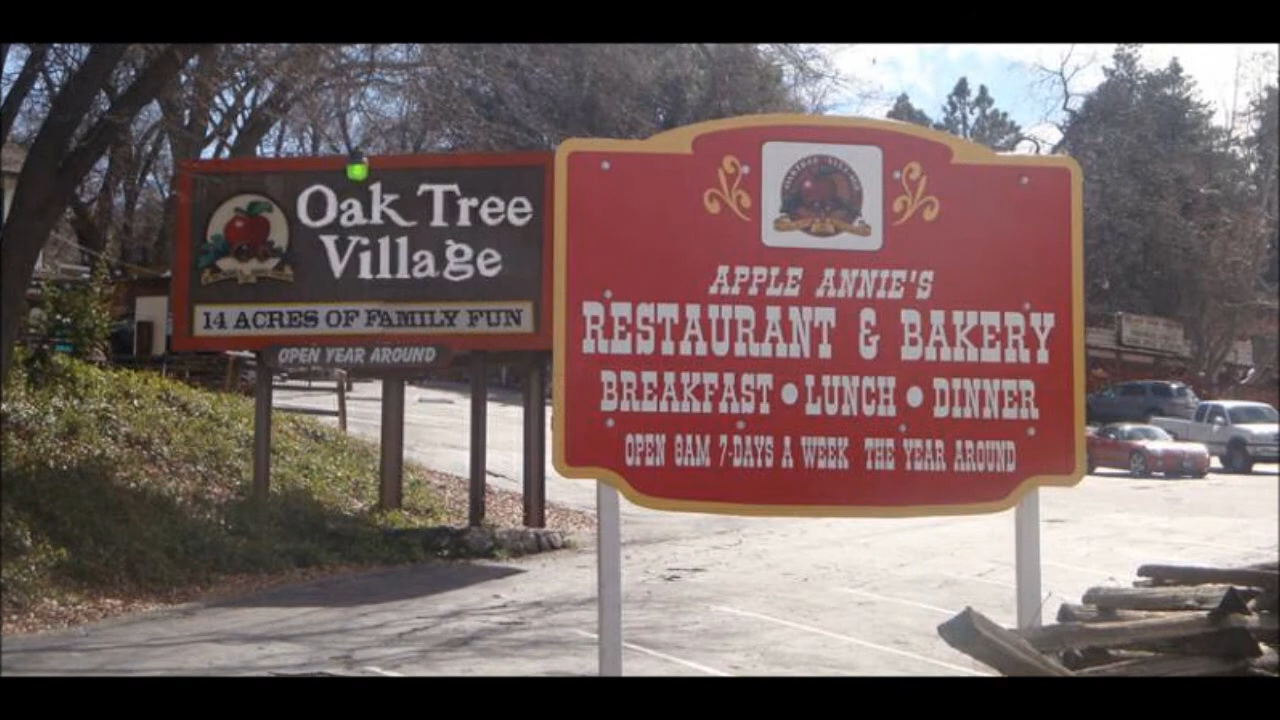 Oak Tree
Village
14 ACRES OF FAMILY FUN
OPEN YEAR AROUND
APPLE ANNIE'S
RESTAURANT & BAKERY
BREAKFAST • LUNCH • DINNER
OPEN 8AM 7-DAYS A WEEK THE YEAR AROUND